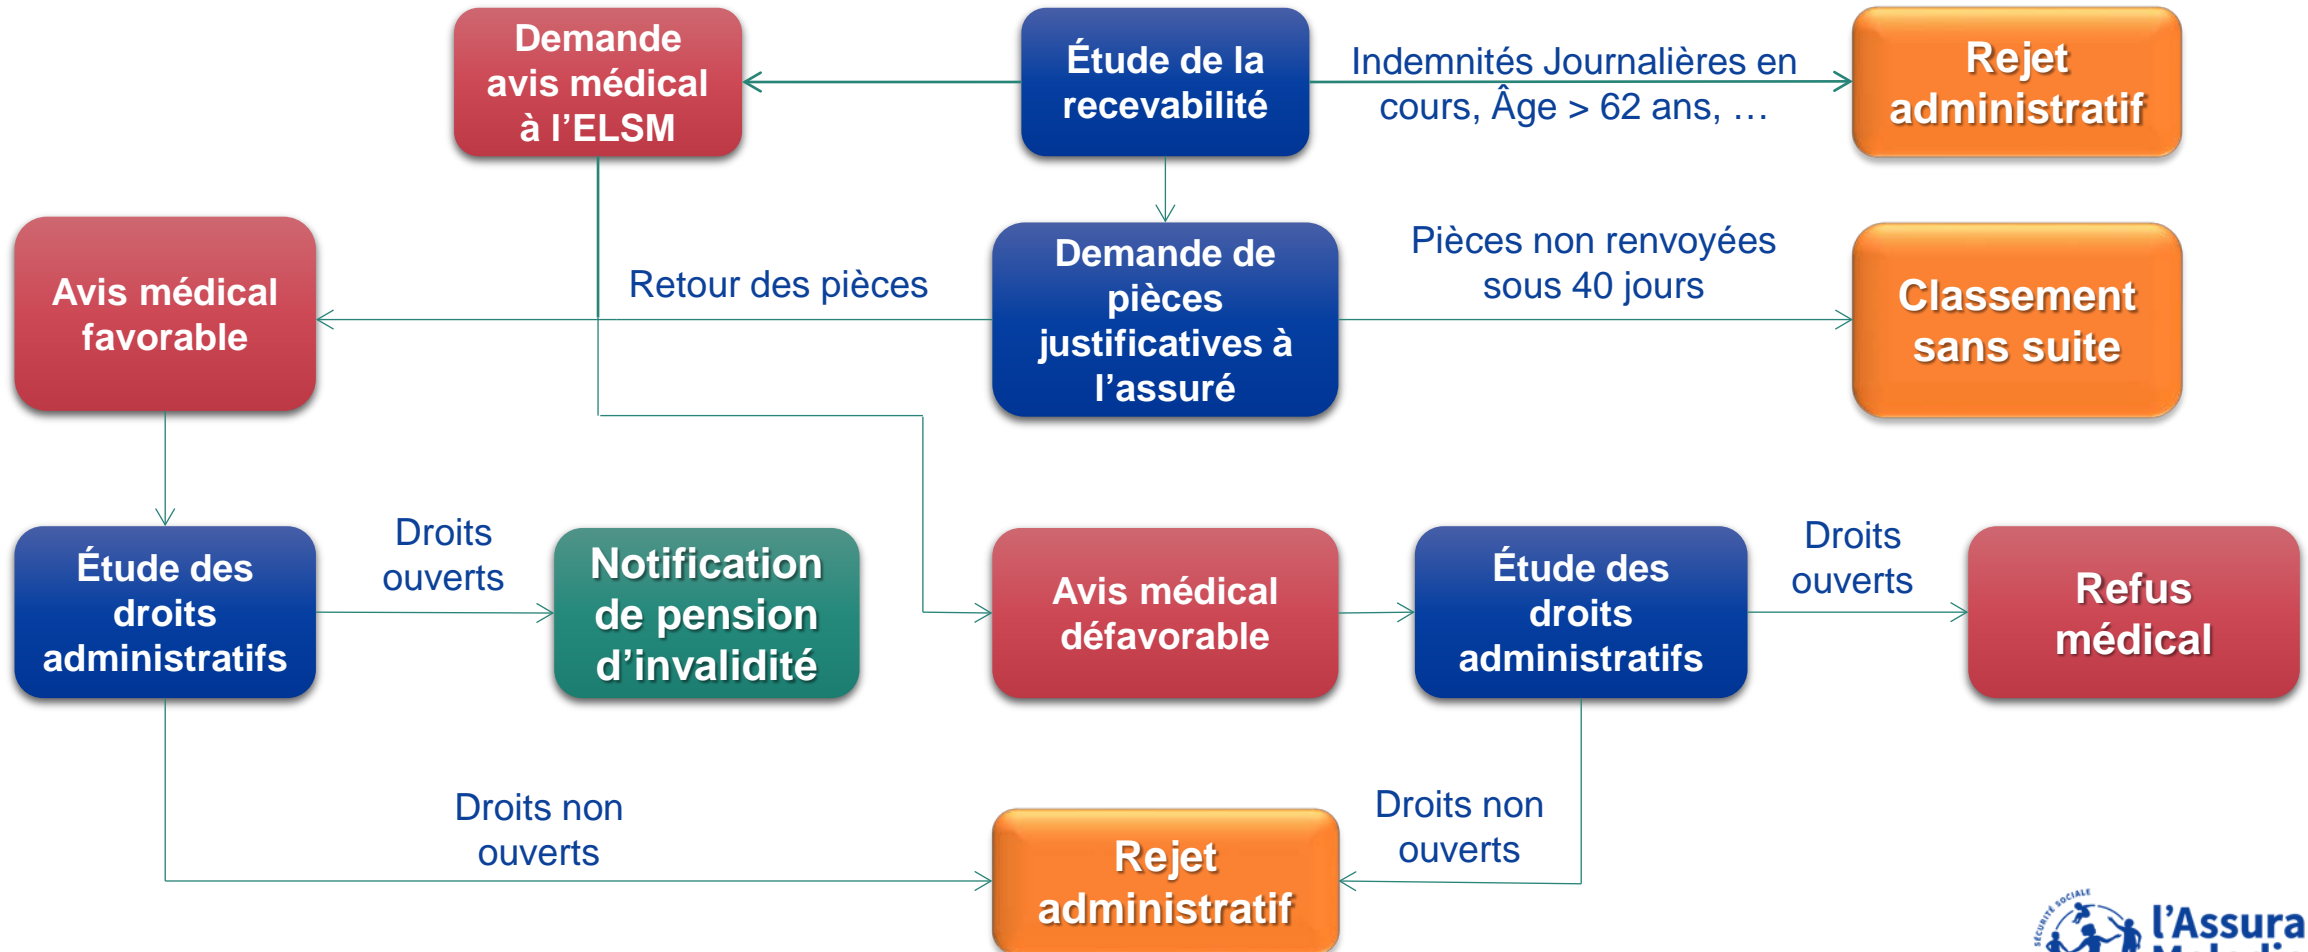 Demande
avis médical
à l'ELSM
Étude de la
recevabilité
Indemnités Journalières en
cours, Âge > 62 ans, …
Rejet
administratif
Avis médical
favorable
Retour des pièces
Demande de
pièces
justificatives à
l'assuré
Pièces non renvoyées
sous 40 jours
Classement
sans suite
Étude des
droits
administratifs
Droits
ouverts
Notification
de pension
d'invalidité
Avis médical
défavorable
Étude des
droits
administratifs
Droits
ouverts
Refus
médical
Droits non
ouverts
Rejet
administratif
Droits non
ouverts
SÉCURITÉ SOCIALE
l'Assura